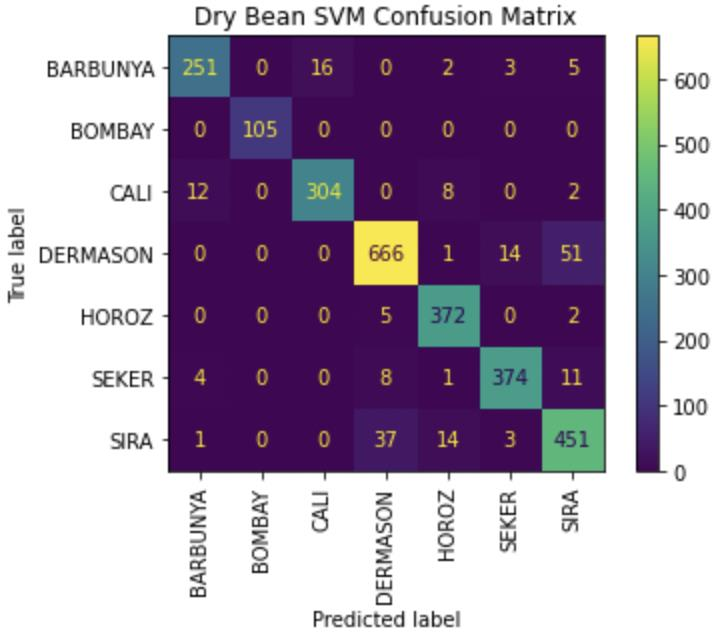 Dry Bean SVM Confusion Matrix
BARBUNYA 251 0 16 0 2 3 5
BOMBAY 0 105 0 0 0 0 0
CALI 12 0 304 0 8 0 2
DERMASON 0 0 0 666 1 14 51
HOROZ 0 0 0 5 372 0 2
SEKER 4 0 0 8 1 374 11
SIRA 1 0 0 37 14 3 451
True label
BARBUNYA
BOMBAY
CALI
DERMASON
HOROZ
SEKER
SIRA
Predicted label
600
500
400
300
200
100
0